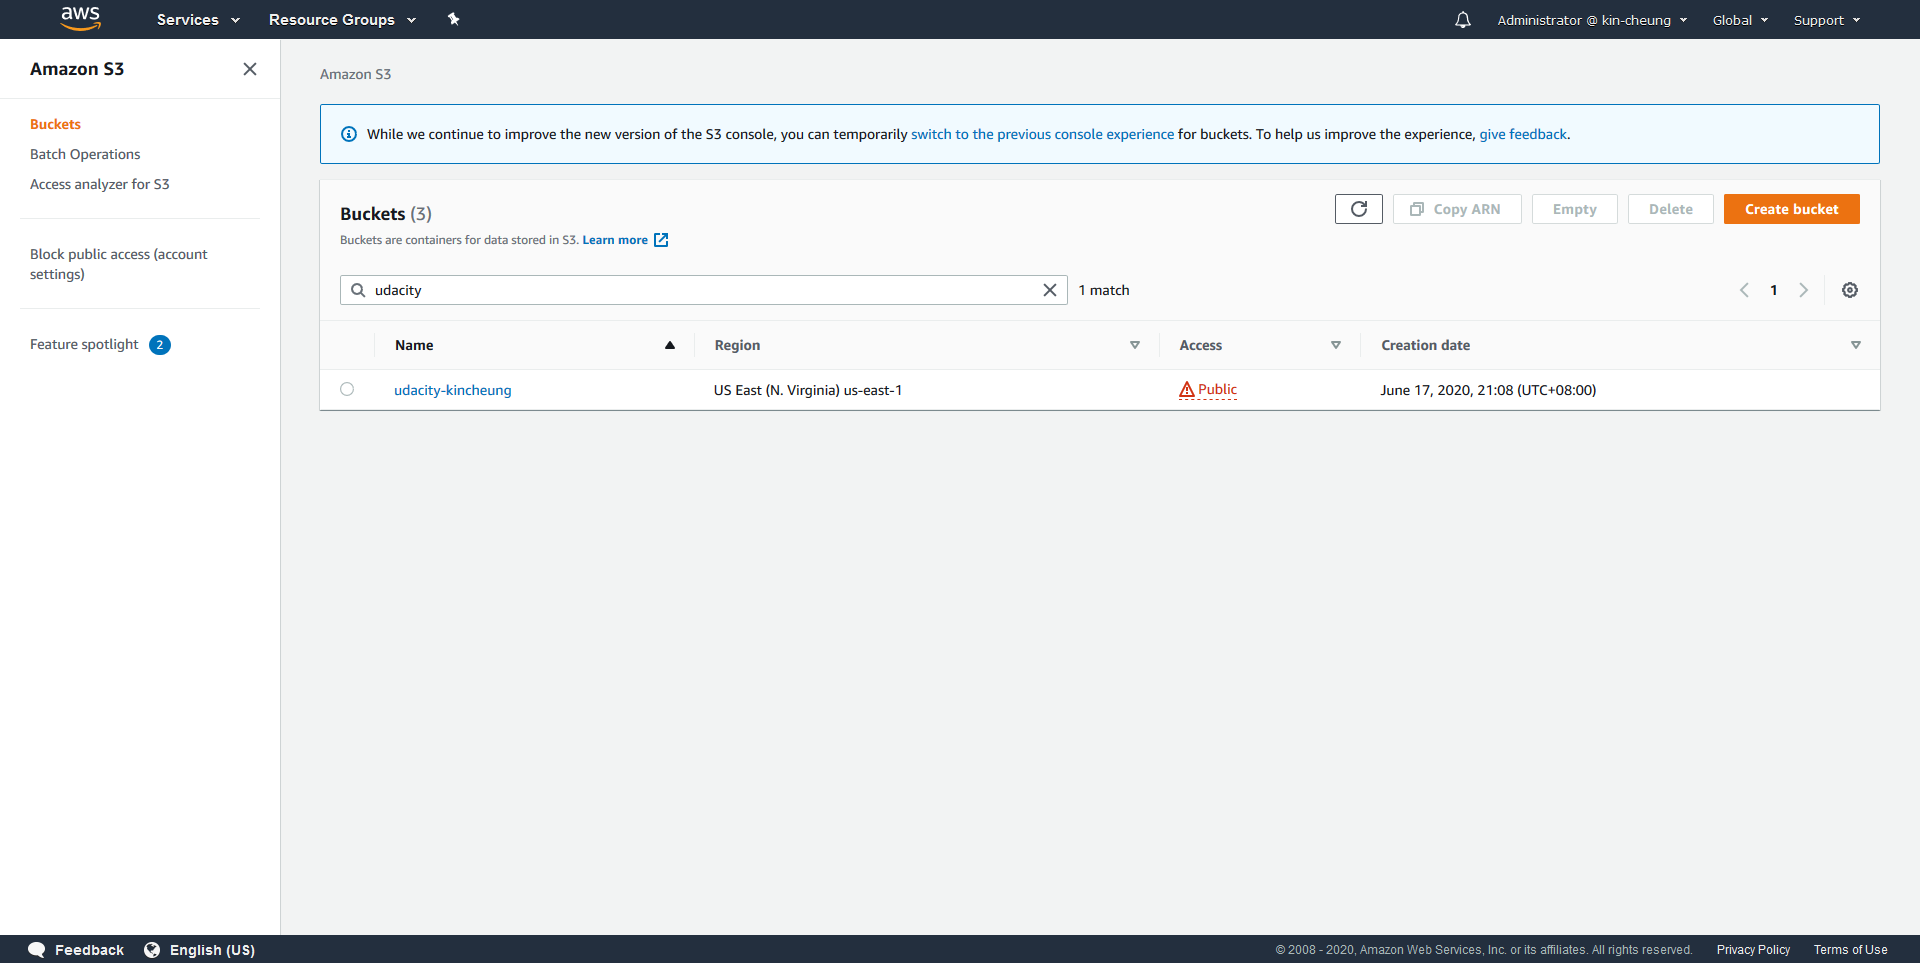 aws Services Resource Groups Administrator @ kin-cheung Global Support
Amazon S3
Buckets
Batch Operations
Access analyzer for S3
Block public access (account
settings)
Feature spotlight 2
Amazon S3
While we continue to improve the new version of the S3 console, you can temporarily switch to the previous console experience for buckets. To help us improve the experience, give feedback.
Buckets (3)
Buckets are containers for data stored in S3. Learn more
Copy ARN Empty Delete Create bucket
udacity 1 match 1
Name Region Access Creation date
udacity-kincheung US East (N. Virginia) us-east-1 Public June 17, 2020, 21:08 (UTC+08:00)
Feedback English (US) © 2008 - 2020, Amazon Web Services, Inc. or its affiliates. All rights reserved. Privacy Policy Terms of Use